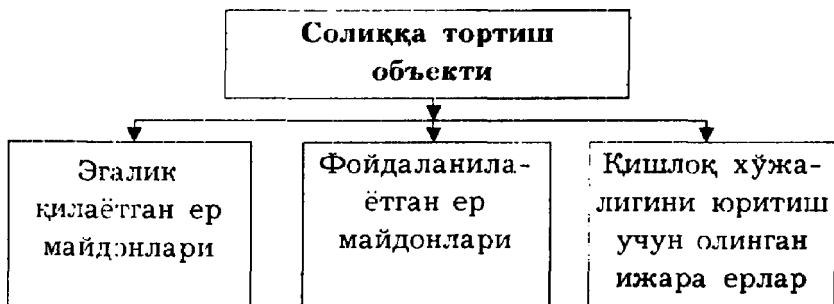 Солиққа тортиш
объекти
Эгалик
қилаётган ер
майдонлари
Фойдаланила-
ётган ер
майдонлари
Қишлоқ хўжа-
лигини юритиш
учун олинган
ижара ерлар